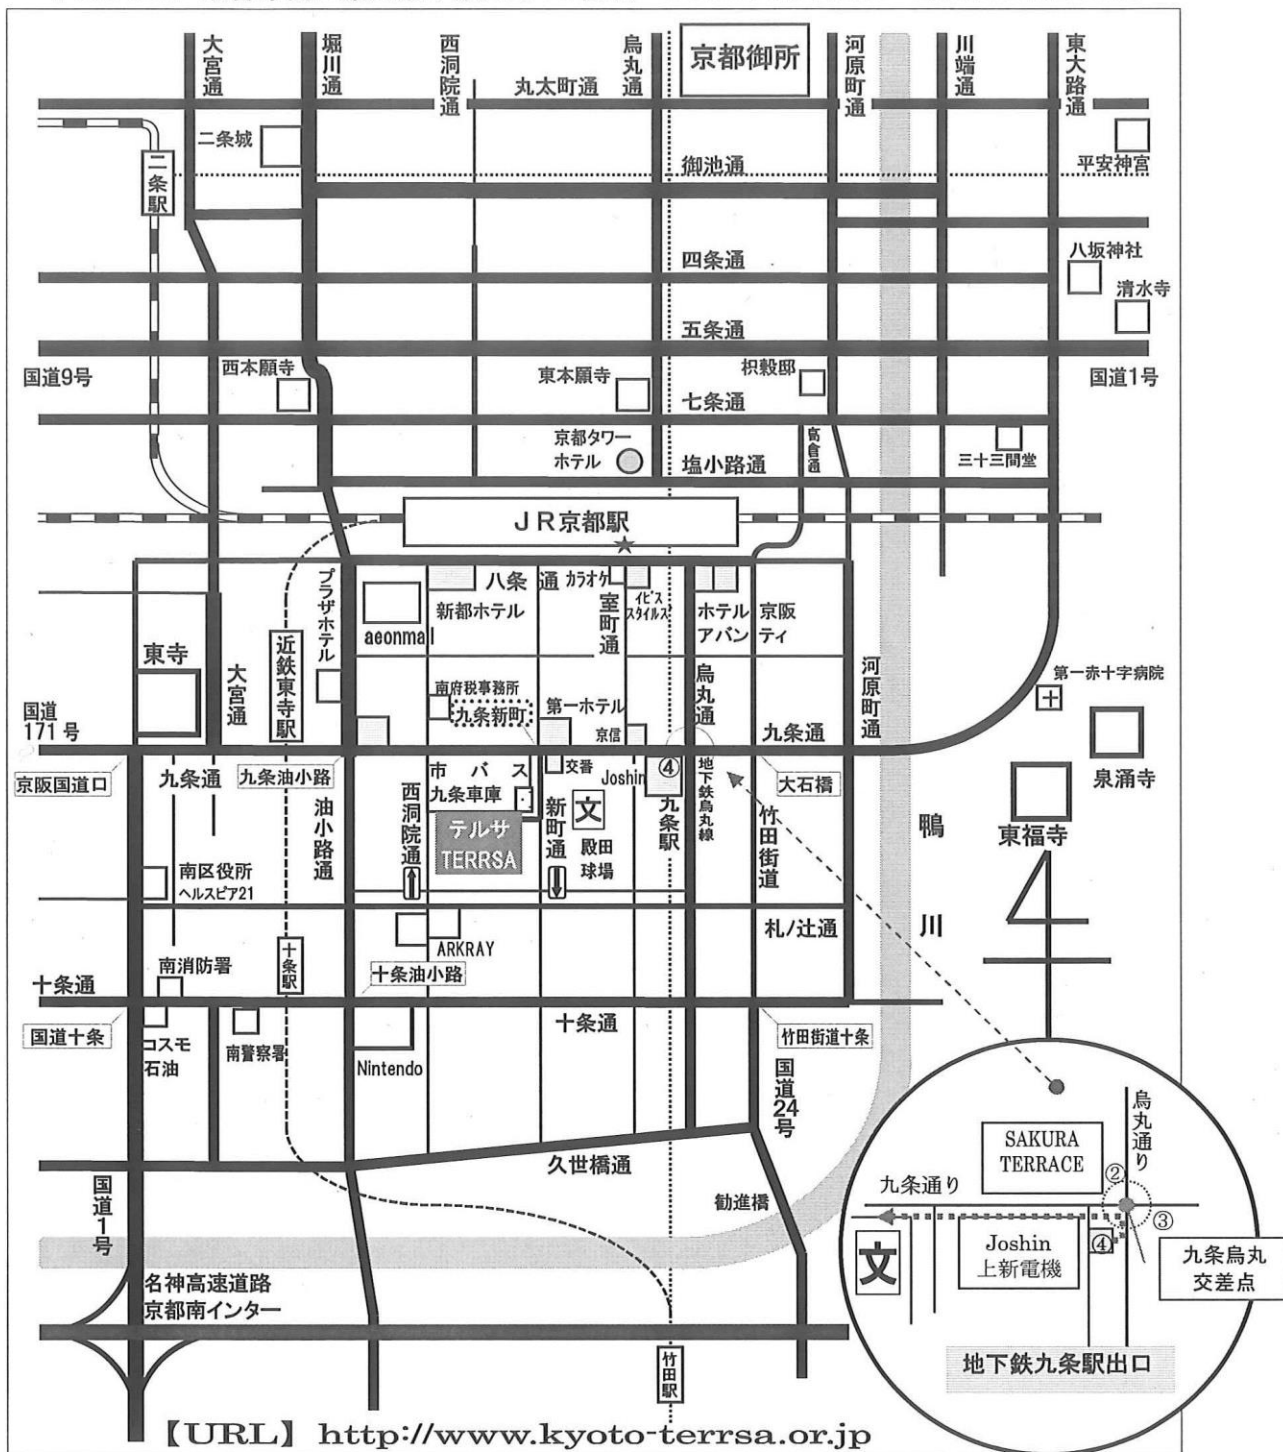 大宮通
堀川通
西洞院通
烏丸通
京都御所
河原町通
川端通
東大路通
丸太町通
二条城
二条駅
御池通
平安神宮
四条通
八坂神社
清水寺
五条通
国道9号
西本願寺
東本願寺
枳殻邸
国道1号
七条通
京都タワー
ホテル
高倉通
塩小路通
三十三間堂
JR京都駅
★
八条通
カラオケ
プラザホテル
aeonmall
新都ホテル
室町通
イビス
スタイルズ
ホテル 京阪
アバンティ
東寺
大宮通
近鉄東寺駅
南府税事務所
九条新町
第一ホテル
京信
烏丸通
河原町通
第一赤十字病院
国道
171号
九条通
泉涌寺
京阪国道口
九条通
九条油小路
市バス
九条車庫
交番
Joshin
④
地下鉄烏丸線
大石橋
東福寺
油小路通
西洞院通
テルサ
TERRSA
新町通
文
殿田
球場
九条駅
竹田街道
鴨川
南区役所
ヘルスピア21
札ノ辻通
ARKRAY
十条駅
南消防署
十条油小路
十条通
国道十条
十条通
竹田街道十条
コスモ
石油
南警察署
Nintendo
国道24号
久世橋通
勧進橋
国道1号
名神高速道路
京都南インター
竹田駅
烏丸通り
SAKURA
TERRACE
九条通り
②
③
④
文
Joshin
上新電機
九条烏丸
交差点
地下鉄九条駅出口
【URL】 http://www.kyoto-terrsa.or.jp